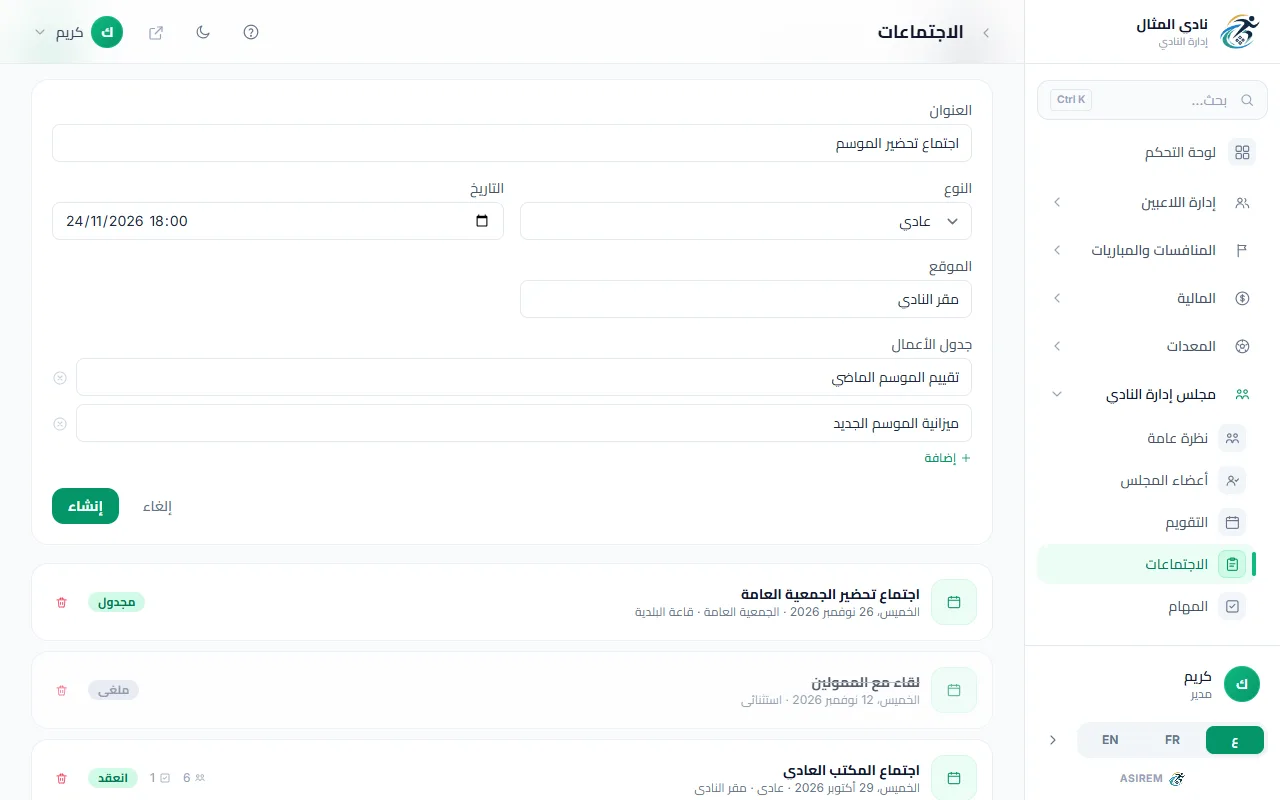 نادي المثال
إدارة النادي
بحث...
Ctrl K
لوحة التحكم
إدارة اللاعبين
المنافسات والمباريات
المالية
المعدات
مجلس إدارة النادي
نظرة عامة
أعضاء المجلس
التقويم
الاجتماعات
المهام
ك
كريم
مدير
ع
FR
EN
ASIREM
الاجتماعات
ك
كريم
العنوان
اجتماع تحضير الموسم
النوع
التاريخ
عادي
24/11/2026 18:00
الموقع
مقر النادي
جدول الأعمال
تقييم الموسم الماضي
ميزانية الموسم الجديد
+ إضافة
إلغاء
إنشاء
اجتماع تحضير الجمعية العامة
الخميس، 26 نوفمبر 2026 · الجمعية العامة · قاعة البلدية
مجدول
لقاء مع الممولين
الخميس، 12 نوفمبر 2026 · استثنائي
ملغى
اجتماع المكتب العادي
الخميس، 29 أكتوبر 2026 · عادي · مقر النادي
6
1
انعقد